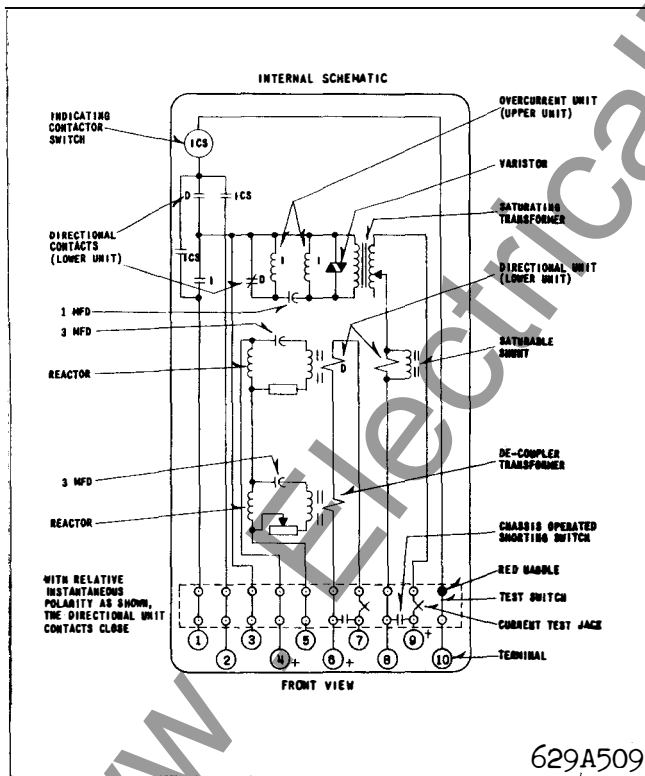 INTERNAL SCHEMATIC
INDICATING
CONTACTOR
SWITCH
ICS
D
ICS
DIRECTIONAL
CONTACTS
(LOWER UNIT)
ICS
I
D
I
I
1 MFD
3 MFD
REACTOR
D
3 MFD
REACTOR
OVERCURRENT UNIT
(UPPER UNIT)
VARISTOR
SATURATING
TRANSFORMER
DIRECTIONAL UNIT
(LOWER UNIT)
SATURABLE
SHUNT
DE-COUPLER
TRANSFORMER
CHASSIS OPERATED
SHORTING SWITCH
RED HANDLE
TEST SWITCH
CURRENT TEST JACK
TERMINAL
WITH RELATIVE
INSTANTANEOUS
POLARITY AS SHOWN,
THE DIRECTIONAL UNIT
CONTACTS CLOSE
1 3 5 7 9 +
2 4 + 6 + 8 10
FRONT VIEW
629A509
www Electrical